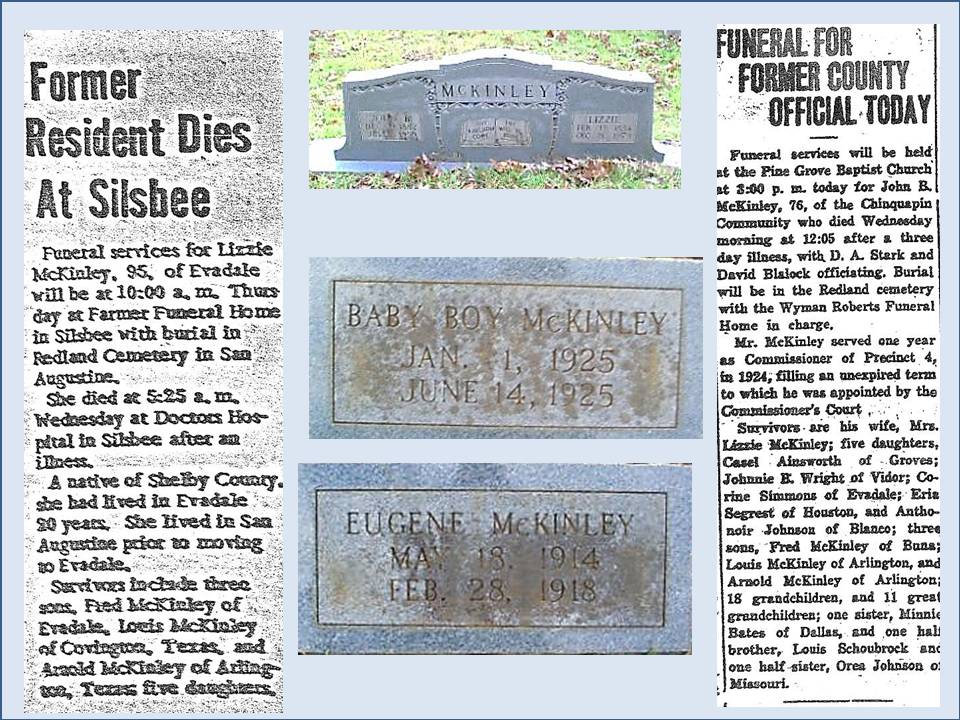 Former
Resident Dies
At Silsbee
Funeral services for Lizzie
McKinley, 95, of Evadale
will be at 10:00 a. m. Thurs-
day at Farmer Funeral Home
in Silsbee with burial in
Redland Cemetery in San
Augustine.
She died at 5:25 a. m.
Wednesday at Doctors Hos-
pital in Silsbee after an
illness.
A native of Shelby County,
she had lived in Evadale
20 years. She lived in San
Augustine prior to moving
to Evadale.
Survivors include three
sons, Fred McKinley of
Evadale, Louis McKinley
of Covington, Texas, and
Arnold McKinley of Arling-
ton, Texas five daughters,
McKINLEY
JOHN B.
LIZZIE
BABY BOY McKINLEY
JAN. 1, 1925
JUNE 14, 1925
EUGENE McKINLEY
MAY 18, 1914
FEB. 28, 1918
FUNERAL FOR
FORMER COUNTY
OFFICIAL TODAY
Funeral services will be held
at the Pine Grove Baptist Church
at 3:00 p. m. today for John B.
McKinley, 76, of the Chinquapin
Community who died Wednesday
morning at 12:05 after a three
day illness, with D. A. Stark and
David Blalock officiating. Burial
will be in the Redland cemetery
with the Wyman Roberts Funeral
Home in charge.
Mr. McKinley served one year
as Commissioner of Precinct 4,
in 1924, filling an unexpired term
to which he was appointed by the
Commissioner's Court
Survivors are his wife, Mrs.
Lizzie McKinley; five daughters,
Casel Ainsworth of Groves;
Johnnie B. Wright of Vidor; Co-
rine Simmons of Evadale; Eria
Segrest of Houston, and Antho-
noir Johnson of Blanco; three
sons, Fred McKinley of Buna;
Louis McKinley of Arlington, and
Arnold McKinley of Arlington;
18 grandchildren, and 11 great
grandchildren; one sister, Minnie
Bates of Dallas, and one half
brother, Louis Schoubrock and
one half sister, Orea Johnson of
Missouri.